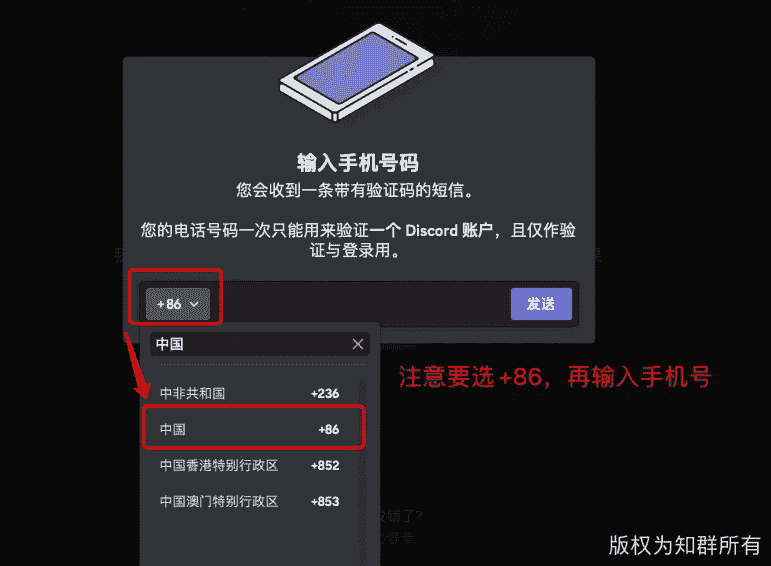 输入手机号码
您会收到一条带有验证码的短信。
您的电话号码一次只能用来验证一个 Discord 账户，且仅作验
证与登录用。
+86
发送
中国
注意要选+86，再输入手机号
中非共和国 +236
中国 +86
中国香港特别行政区 +852
中国澳门特别行政区 +853
错了？
版权为知群所有